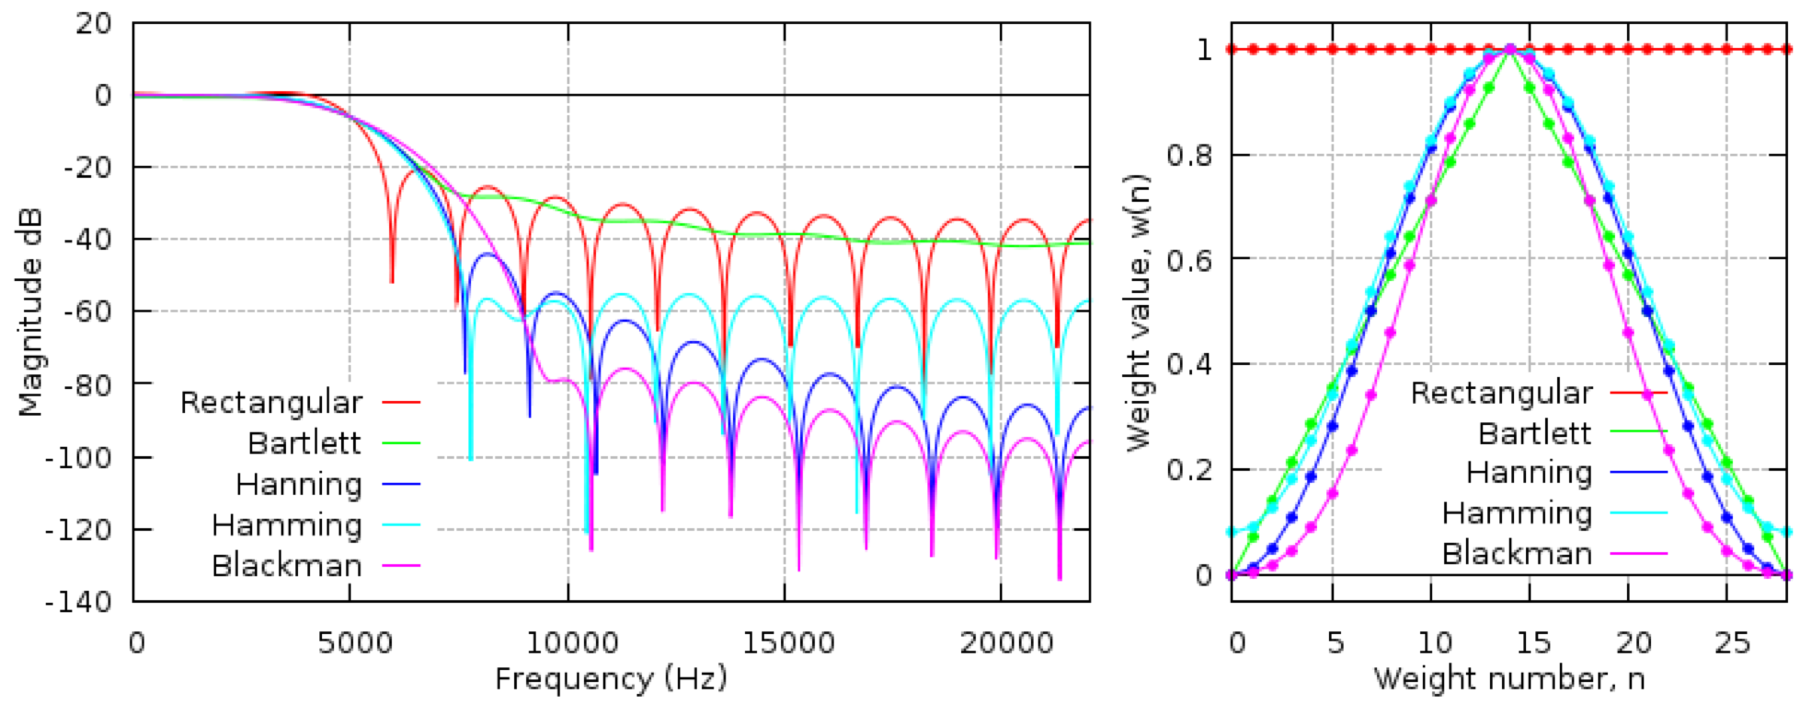 20
0
-20
-40
-60
-80
-100
-120
-140
Magnitude dB
Rectangular
Bartlett
Hanning
Hamming
Blackman
0 5000 10000 15000 20000
Frequency (Hz)
1
0.8
0.6
0.4
0.2
0
Weight value, w(n)
Rectangular
Bartlett
Hanning
Hamming
Blackman
0 5 10 15 20 25
Weight number, n